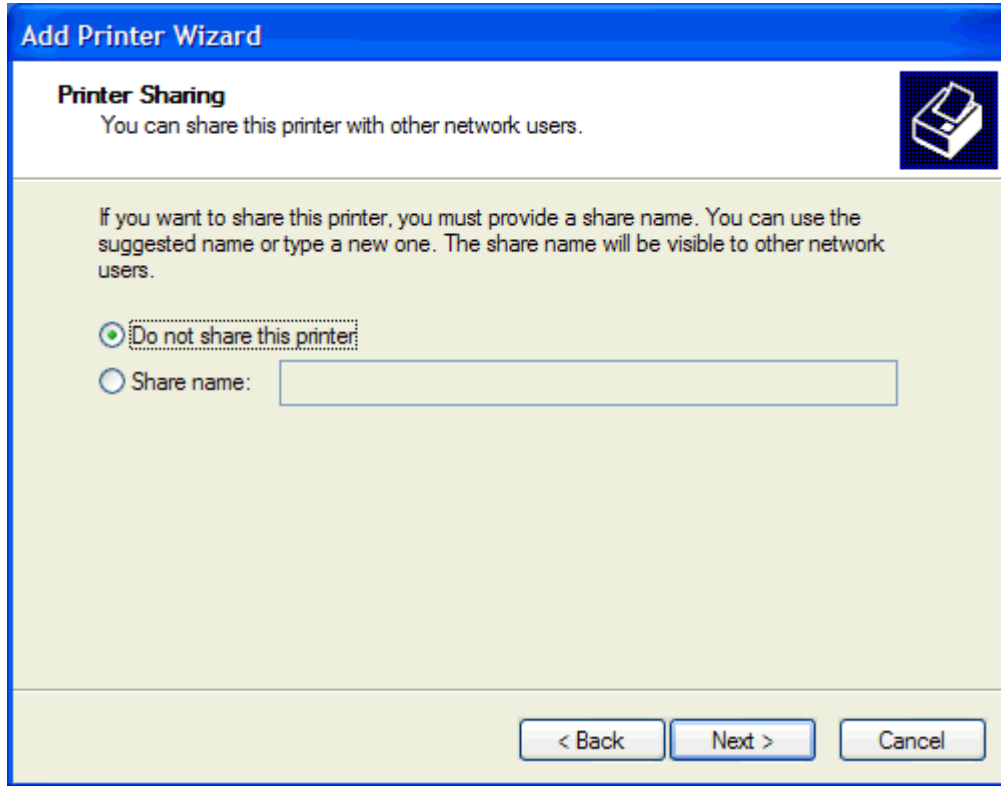 Add Printer Wizard
Printer Sharing
You can share this printer with other network users.
If you want to share this printer, you must provide a share name. You can use the
suggested name or type a new one. The share name will be visible to other network
users.
Do not share this printer
Share name:
< Back Next > Cancel